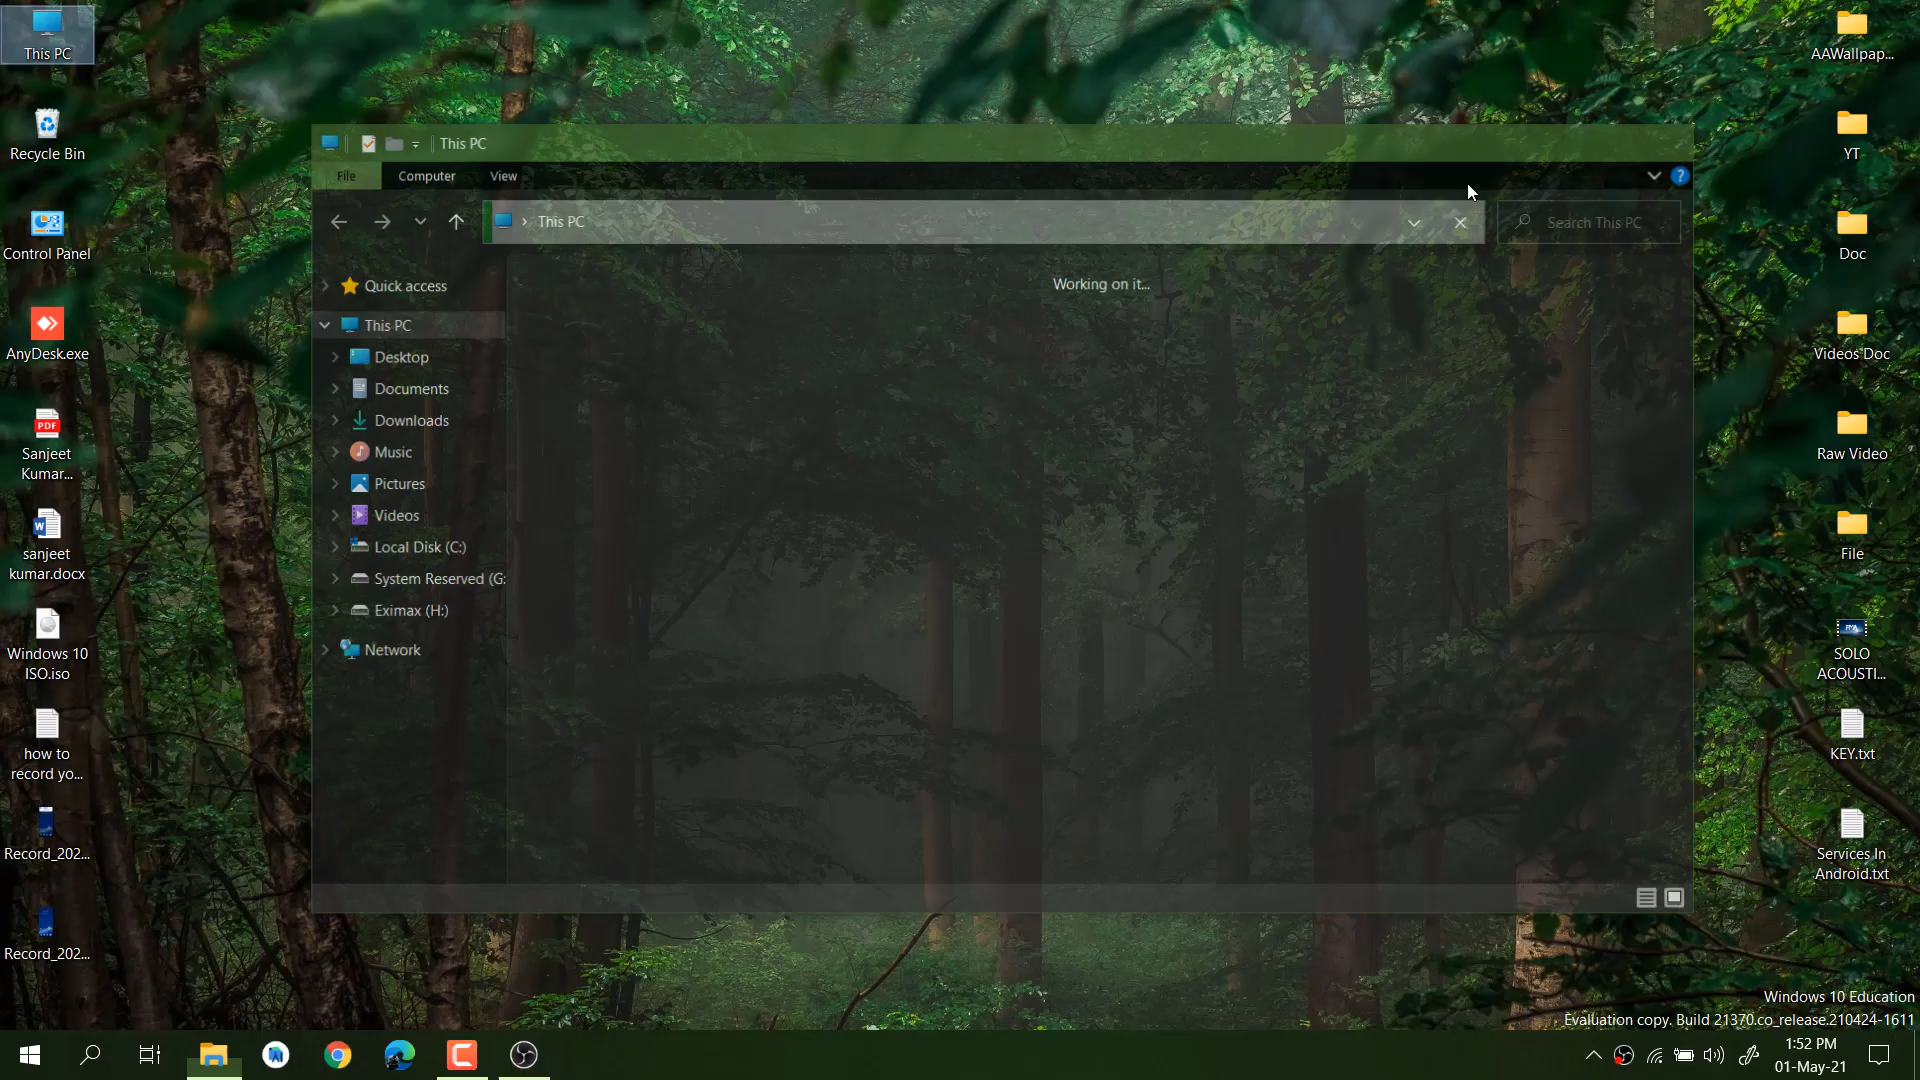 This PC
Recycle Bin
Control Panel
AnyDesk.exe
PDF
Sanjeet
Kumar...
sanjeet
kumar.docx
Windows 10
ISO.iso
how to
record yo...
Record_202...
Record_202...
This PC
File
Computer
View
?
This PC
Search This PC
Quick access
This PC
Desktop
Documents
Downloads
Music
Pictures
Videos
Local Disk (C:)
System Reserved (G:
Eximax (H:)
Network
Working on it...
AAWallpap...
YT
Doc
Videos Doc
Raw Video
File
SOLO
ACOUSTI...
KEY.txt
Services In
Android.txt
Windows 10 Education
Evaluation copy. Build 21370.co_release.210424-1611
1:52 PM
01-May-21